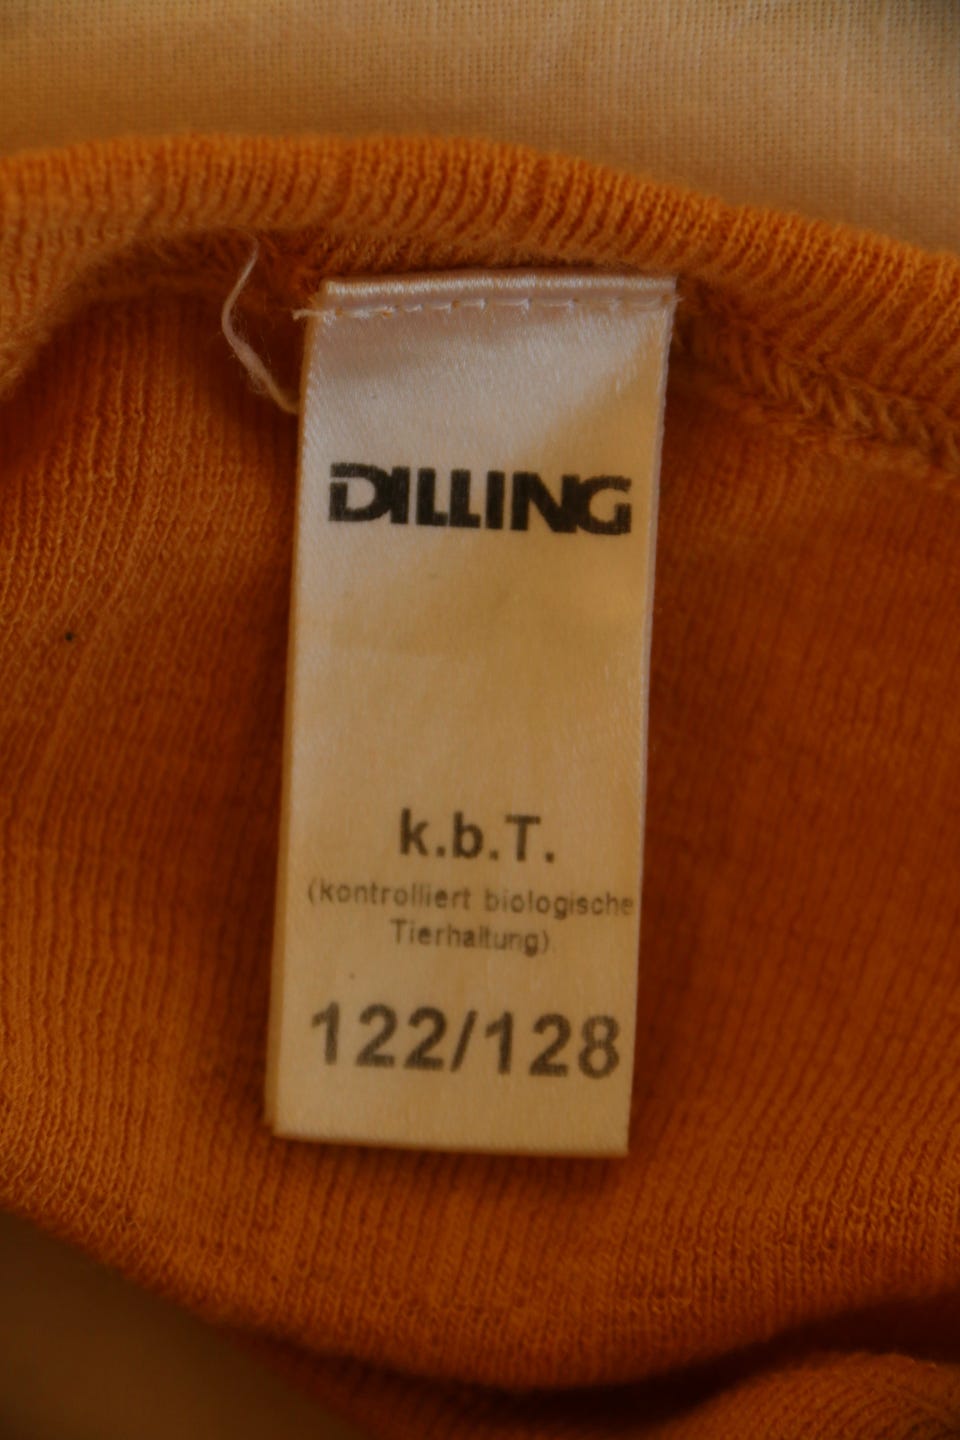 DILLING
k.b.T.
(kontrolliert biologische
Tierhaltung)
122/128